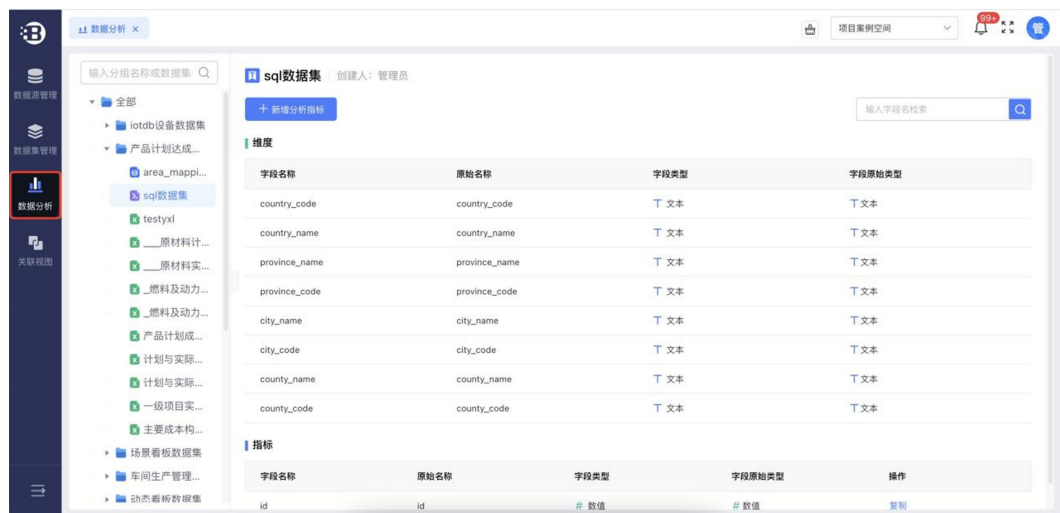 数据分析 ×
项目案例空间
99+
管
数据源管理
数据集管理
数据分析
关联视图
输入分组名称或数据集
全部
iotdb设备数据集
产品计划达成...
area_mappi...
sql数据集
testyxl
___原材料计...
___原材料实...
_燃料及动力...
_燃料及动力...
产品计划成...
计划与实际...
计划与实际...
一级项目实...
主要成本构...
场景看板数据集
车间生产管理...
动态看板数据集
sql数据集 创建人：管理员
+ 新增分析指标
输入字段名检索
维度
字段名称 原始名称 字段类型 字段原始类型
country_code country_code T 文本 T 文本
country_name country_name T 文本 T 文本
province_name province_name T 文本 T 文本
province_code province_code T 文本 T 文本
city_name city_name T 文本 T 文本
city_code city_code T 文本 T 文本
county_name county_name T 文本 T 文本
county_code county_code T 文本 T 文本
指标
字段名称 原始名称 字段类型 字段原始类型 操作
id id # 数值 # 数值 复制